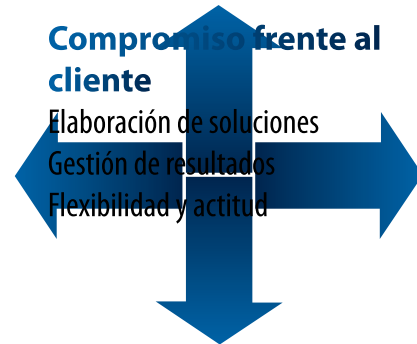 Compromiso frente al
cliente
Elaboración de soluciones
Gestión de resultados
Flexibilidad y actitud